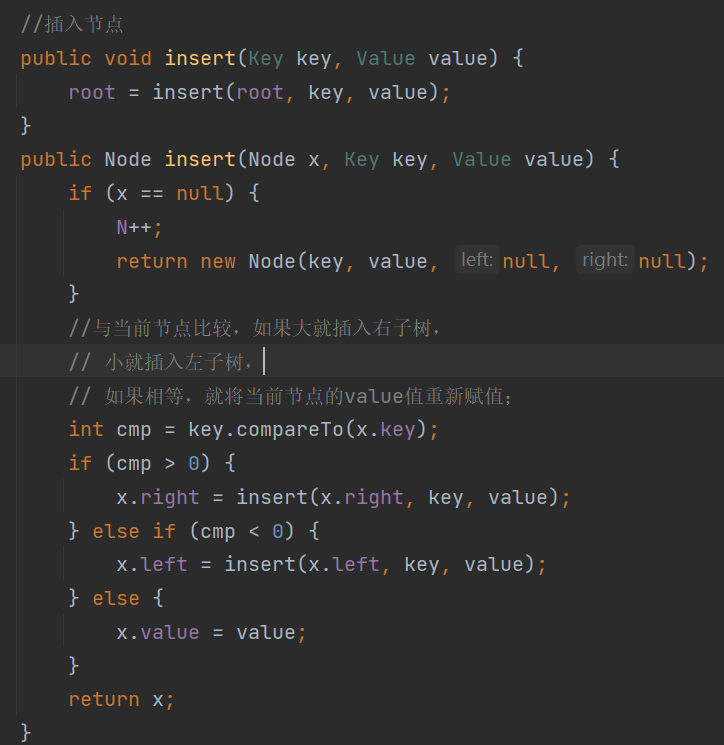 //插入节点
public void insert(Key key, Value value) {
    root = insert(root, key, value);
}
public Node insert(Node x, Key key, Value value) {
    if (x == null) {
        N++;
        return new Node(key, value, left: null, right: null);
    }
    //与当前节点比较，如果大就插入右子树，
    // 小就插入左子树，
    // 如果相等，就将当前节点的value值重新赋值；
    int cmp = key.compareTo(x.key);
    if (cmp > 0) {
        x.right = insert(x.right, key, value);
    } else if (cmp < 0) {
        x.left = insert(x.left, key, value);
    } else {
        x.value = value;
    }
    return x;
}